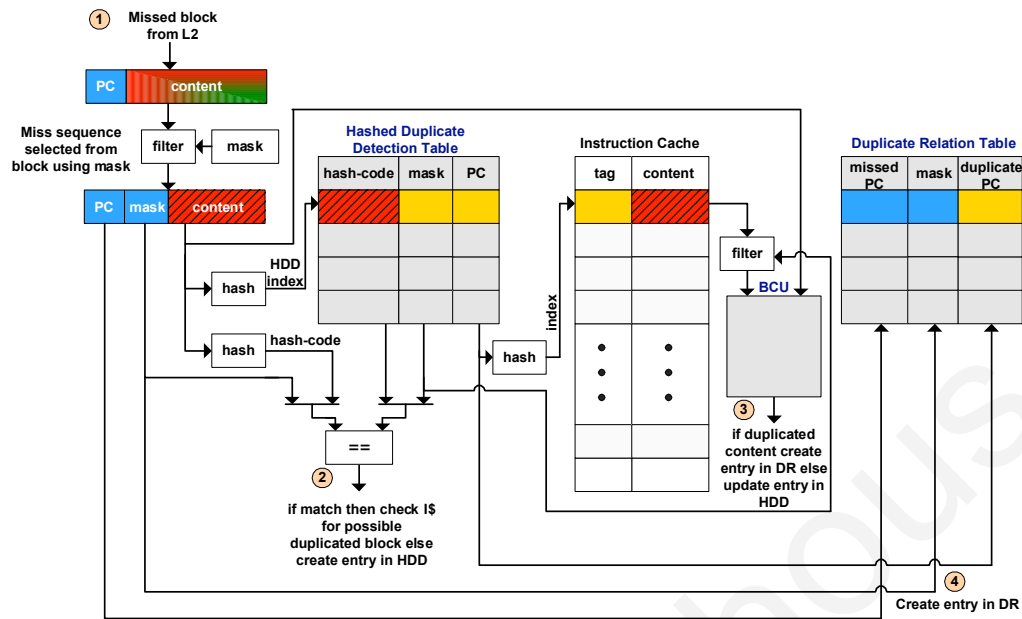 1
Missed block
from L2
PC
content
Miss sequence
selected from
block using mask
filter
mask
PC
mask
content
hash
HDD
index
hash
hash-code
Hashed Duplicate
Detection Table
hash-code
mask
PC
==
2
if match then check I$
for possible
duplicated block else
create entry in HDD
hash
index
Instruction Cache
tag
content
filter
BCU
3
if duplicated
content create
entry in DR else
update entry in
HDD
Duplicate Relation Table
missed
PC
mask
duplicate
PC
4
Create entry in DR
hous